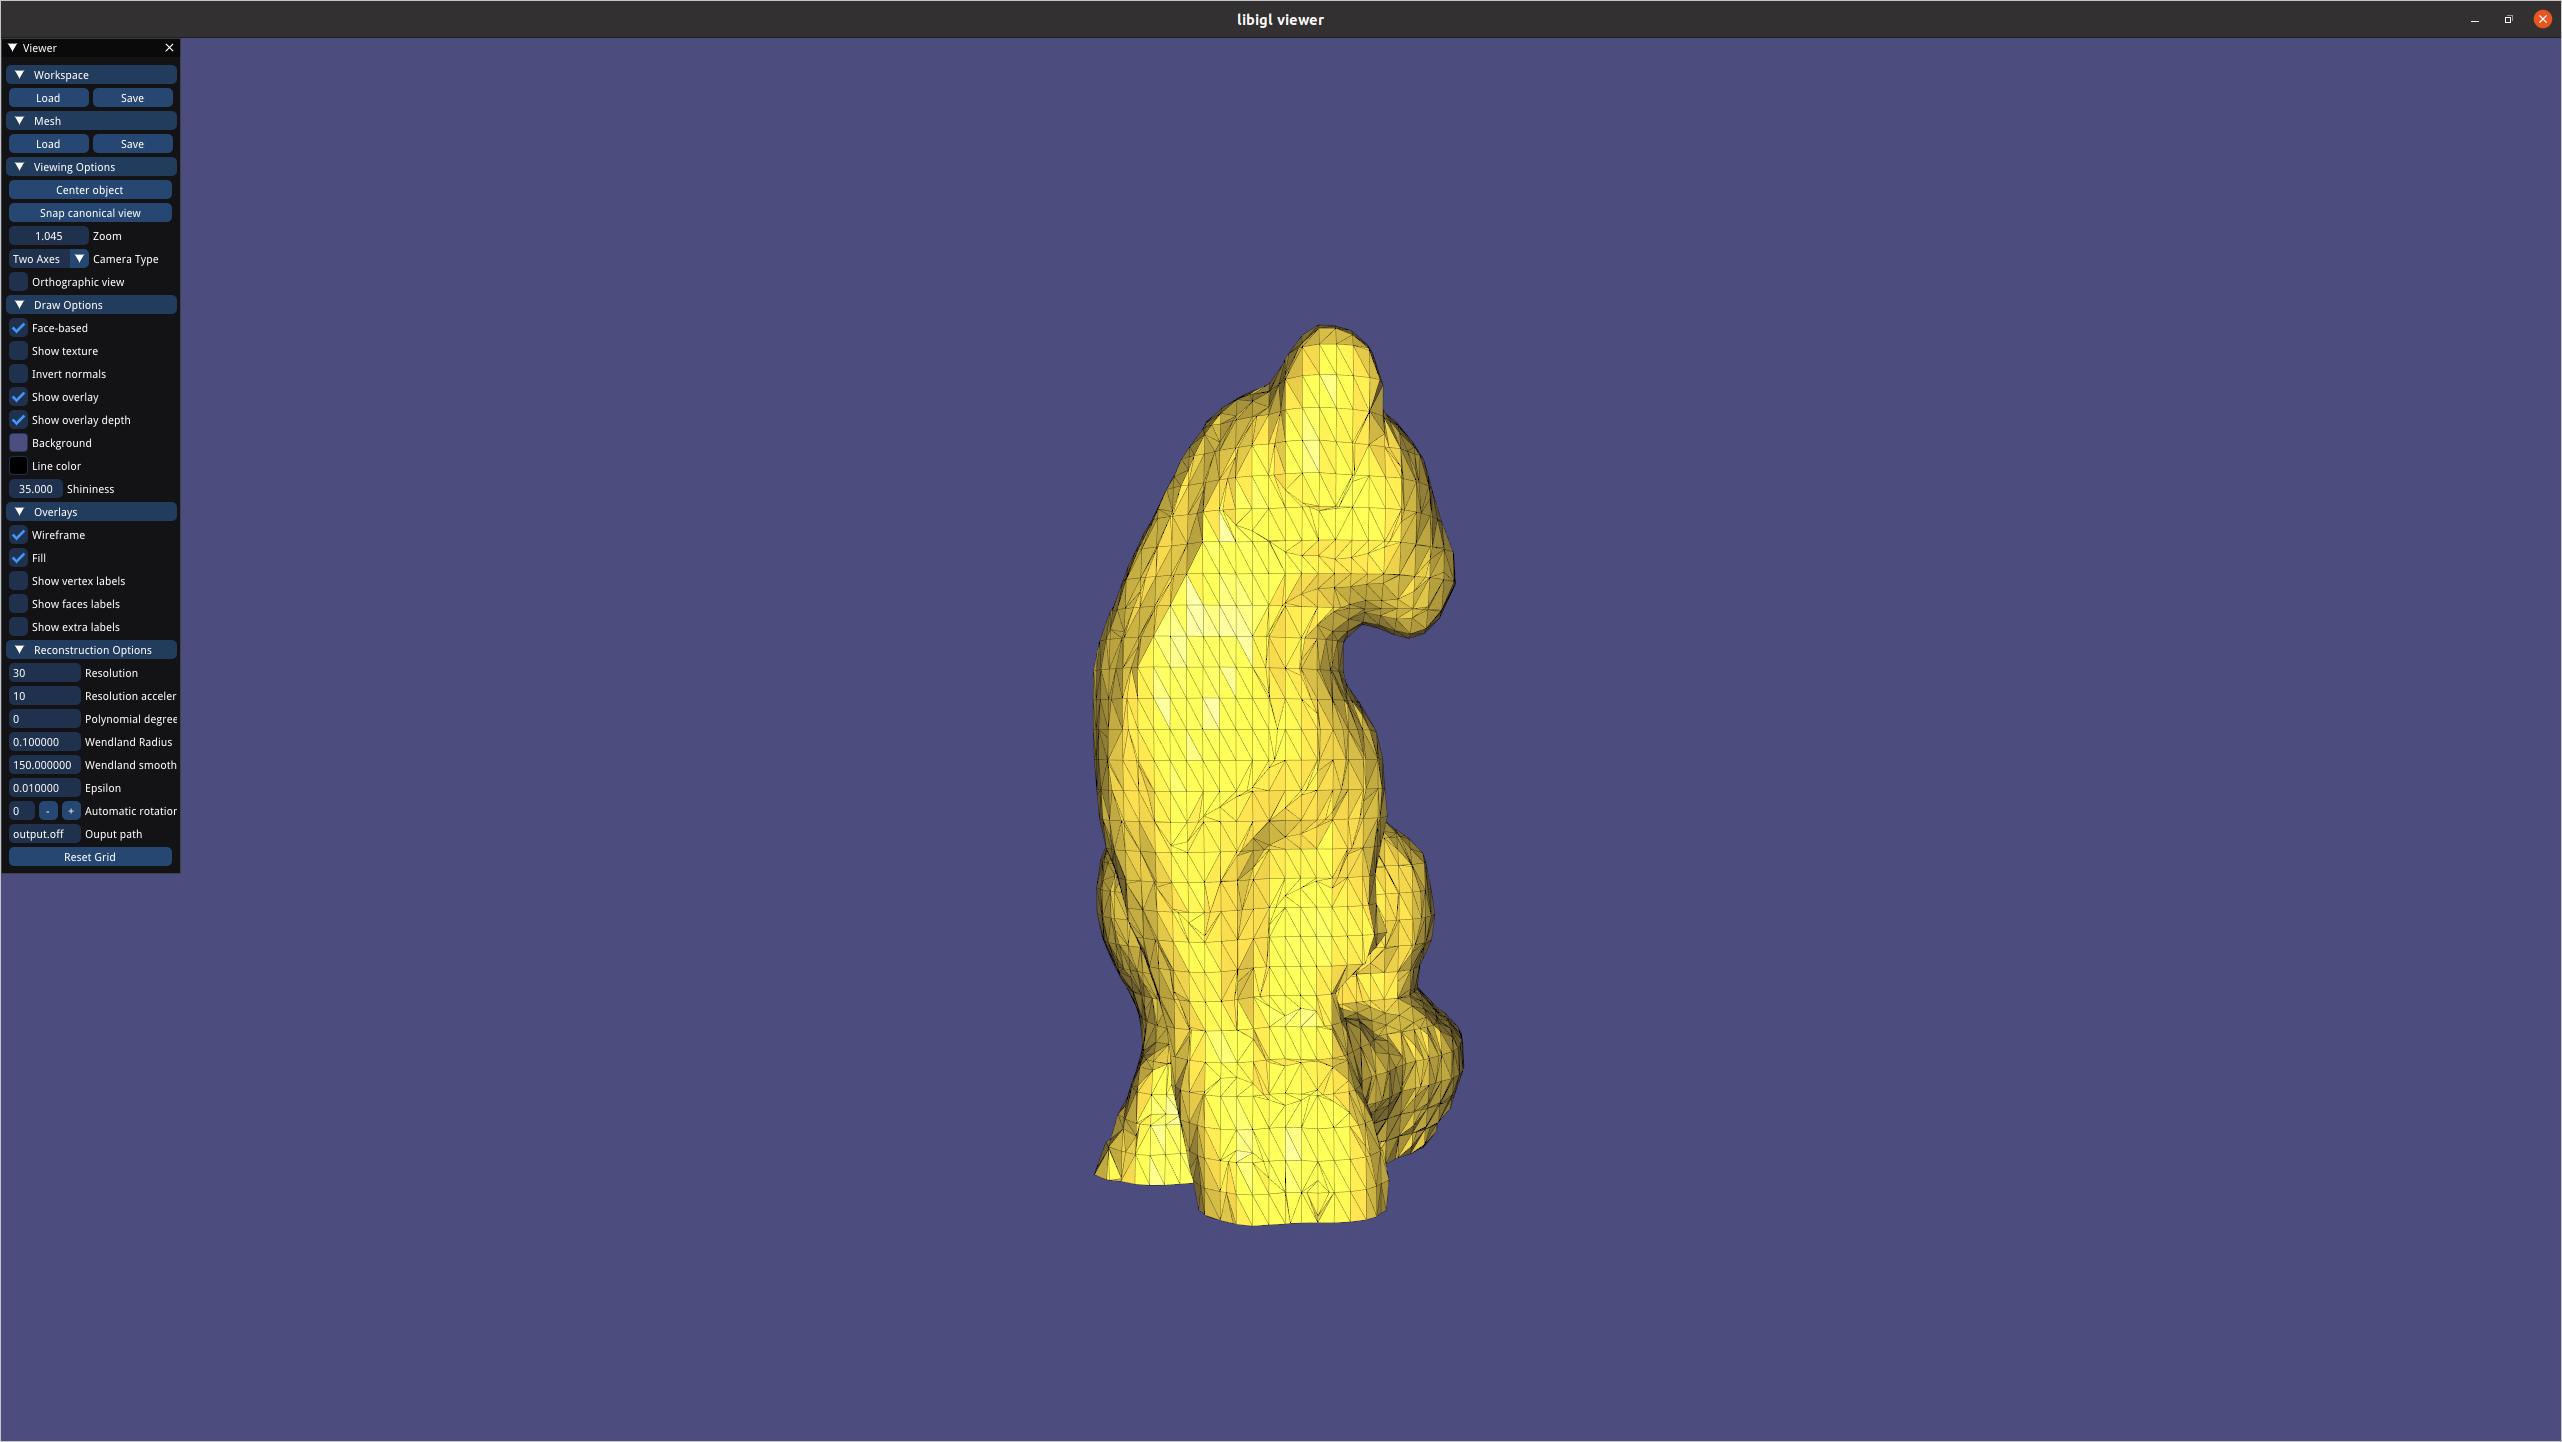 libigl viewer
Viewer
Workspace
Load Save
Mesh
Load Save
Viewing Options
Center object
Snap canonical view
1.045 Zoom
Two Axes Camera Type
Orthographic view
Draw Options
Face-based
Show texture
Invert normals
Show overlay
Show overlay depth
Background
Line color
35.000 Shininess
Overlays
Wireframe
Fill
Show vertex labels
Show faces labels
Show extra labels
Reconstruction Options
30 Resolution
10 Resolution acceler
0 Polynomial degree
0.100000 Wendland Radius
150.000000 Wendland smooth
0.010000 Epsilon
0 - + Automatic rotation
output.off Ouput path
Reset Grid